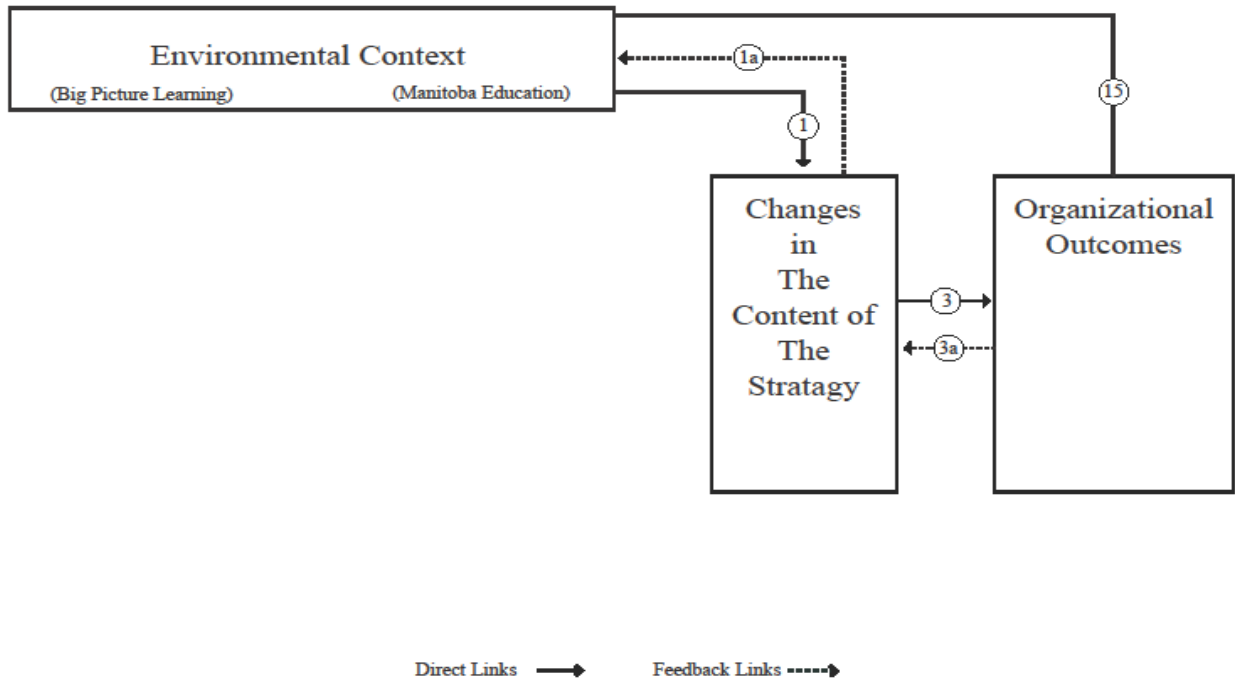 Environmental Context
(Big Picture Learning) (Manitoba Education)
1a
1
15
Changes
in
The
Content of
The
Stratagy
Organizational
Outcomes
3
3a
Direct Links
Feedback Links